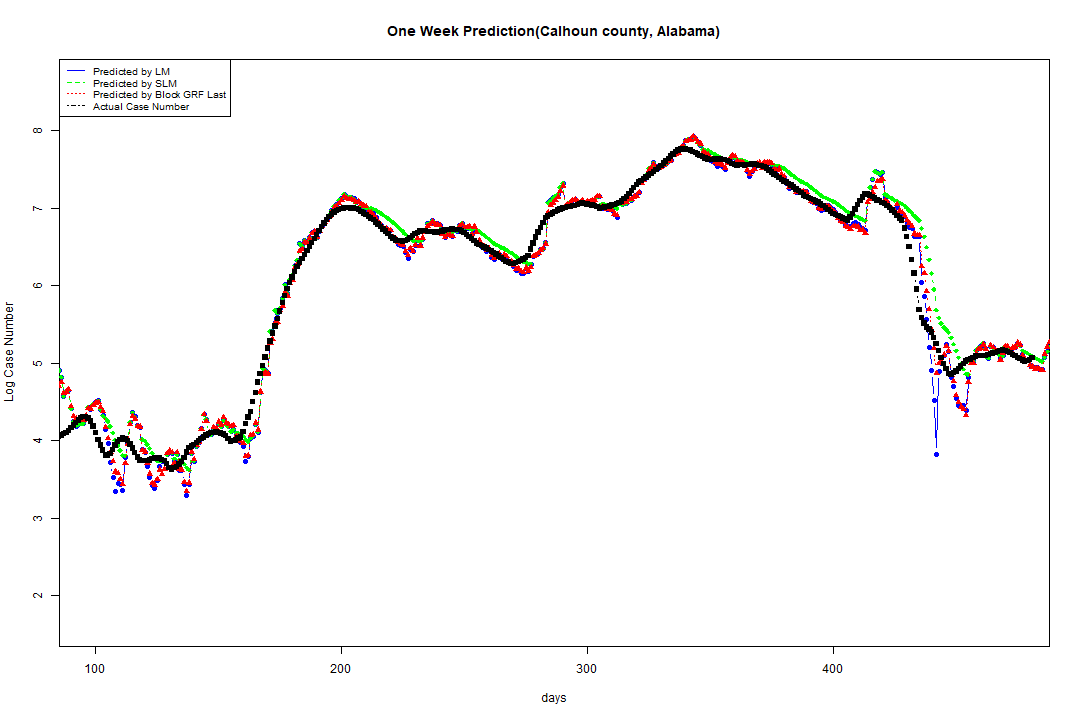 One Week Prediction(Calhoun county, Alabama)
Predicted by LM
Predicted by SLM
Predicted by Block GRF Last
Actual Case Number
8
7
6
5
4
3
2
Log Case Number
100 200 300 400
days